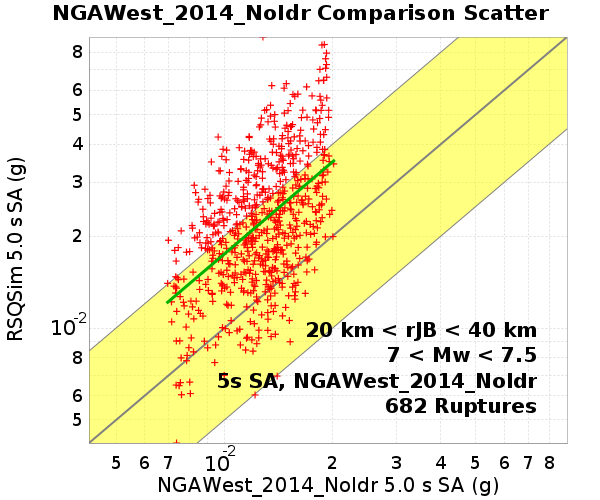 NGAWest_2014_NoIdr Comparison Scatter
RSQSim 5.0 s SA (g)
8
6
5
4
3
2
10-2
8
6
5
20 km < rJB < 40 km
7 < Mw < 7.5
5s SA, NGAWest_2014_NoIdr
682 Ruptures
5 6 7 10-2 2 3 4 5 6 7 8
NGAWest_2014_NoIdr 5.0 s SA (g)